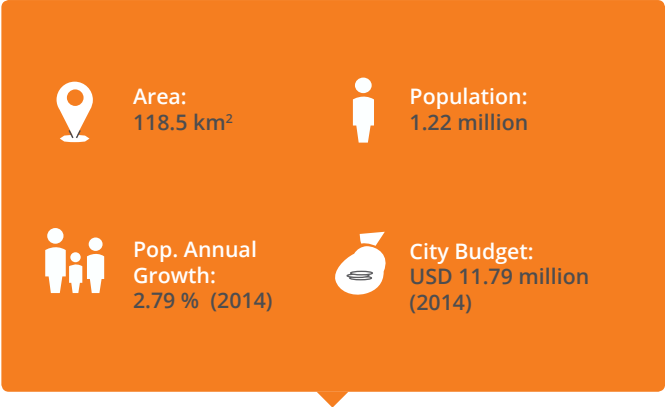 Area:
118.5 km²
Population:
1.22 million
Pop. Annual
Growth:
2.79 % (2014)
City Budget:
USD 11.79 million
(2014)